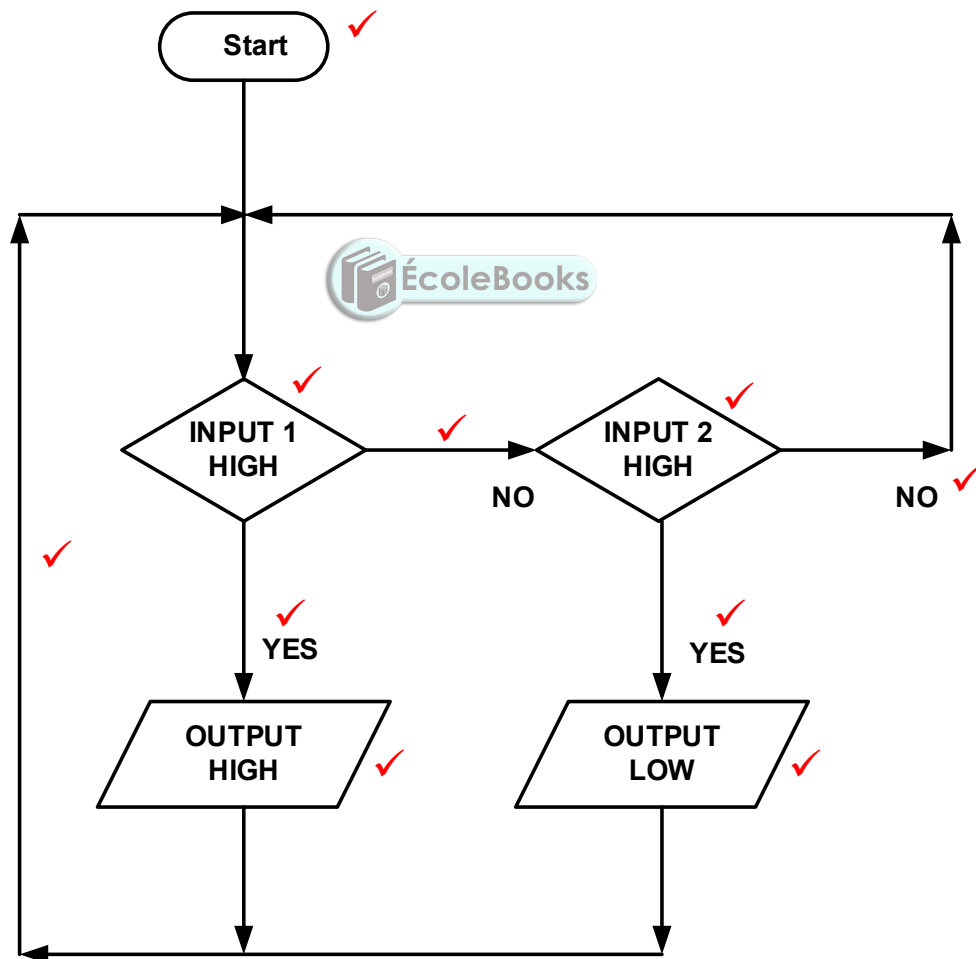 Start
ÉcoleBooks
INPUT 1
HIGH
INPUT 2
HIGH
NO
NO
YES
YES
OUTPUT
HIGH
OUTPUT
LOW